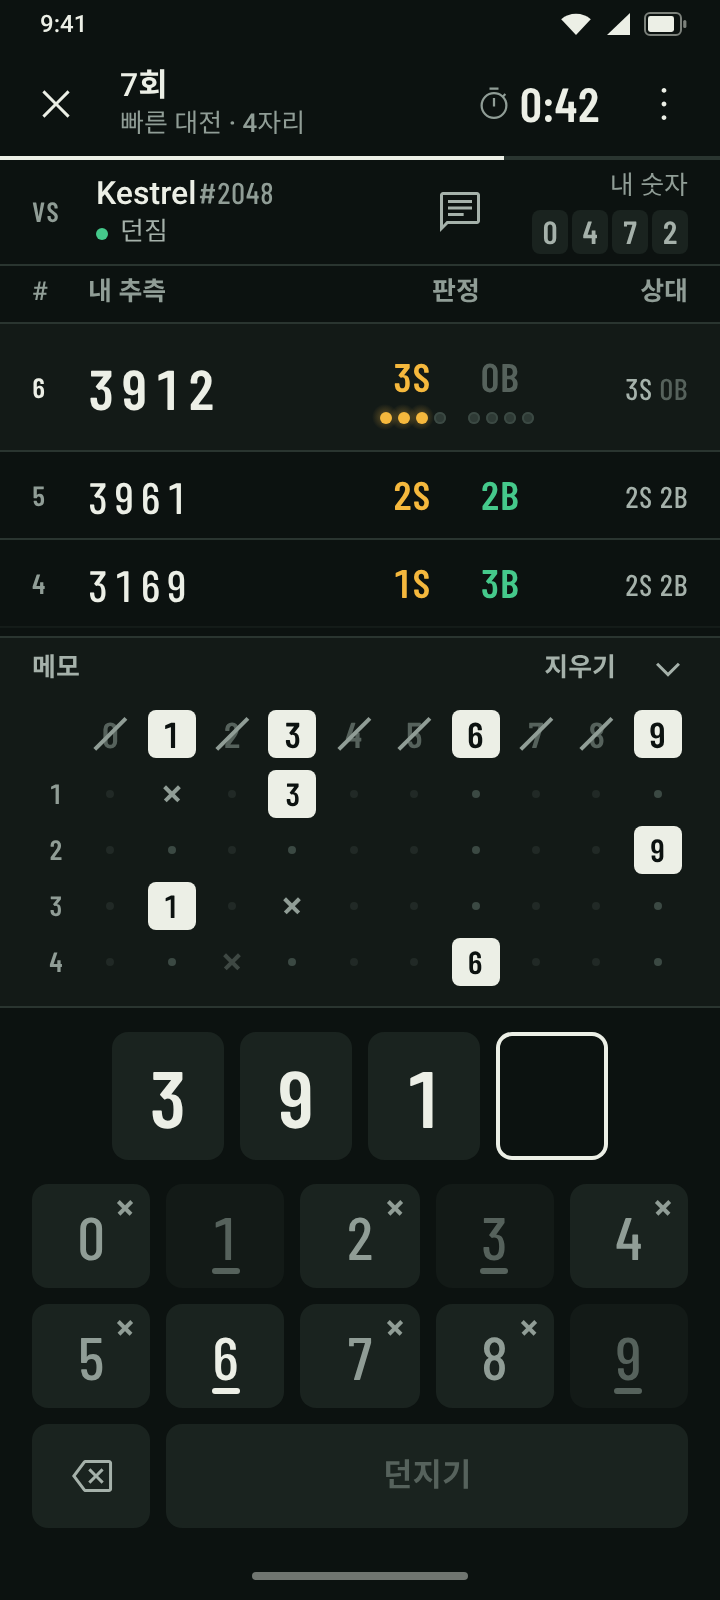 9:41
7회
빠른 대전 · 4자리
0:42
VS
Kestrel#2048
던짐
내 숫자
0 4 7 2
# 내 추측 판정 상대
6 3912 3S 0B 3S 0B
5 3961 2S 2B 2S 2B
4 3169 1S 3B 2S 2B
메모 지우기
0 1 2 3 4 5 6 7 8 9
1 × 3
2 9
3 1 ×
4 × 6
3 9 1
0 × 1 2 × 3 4 ×
5 × 6 7 × 8 × 9
던지기